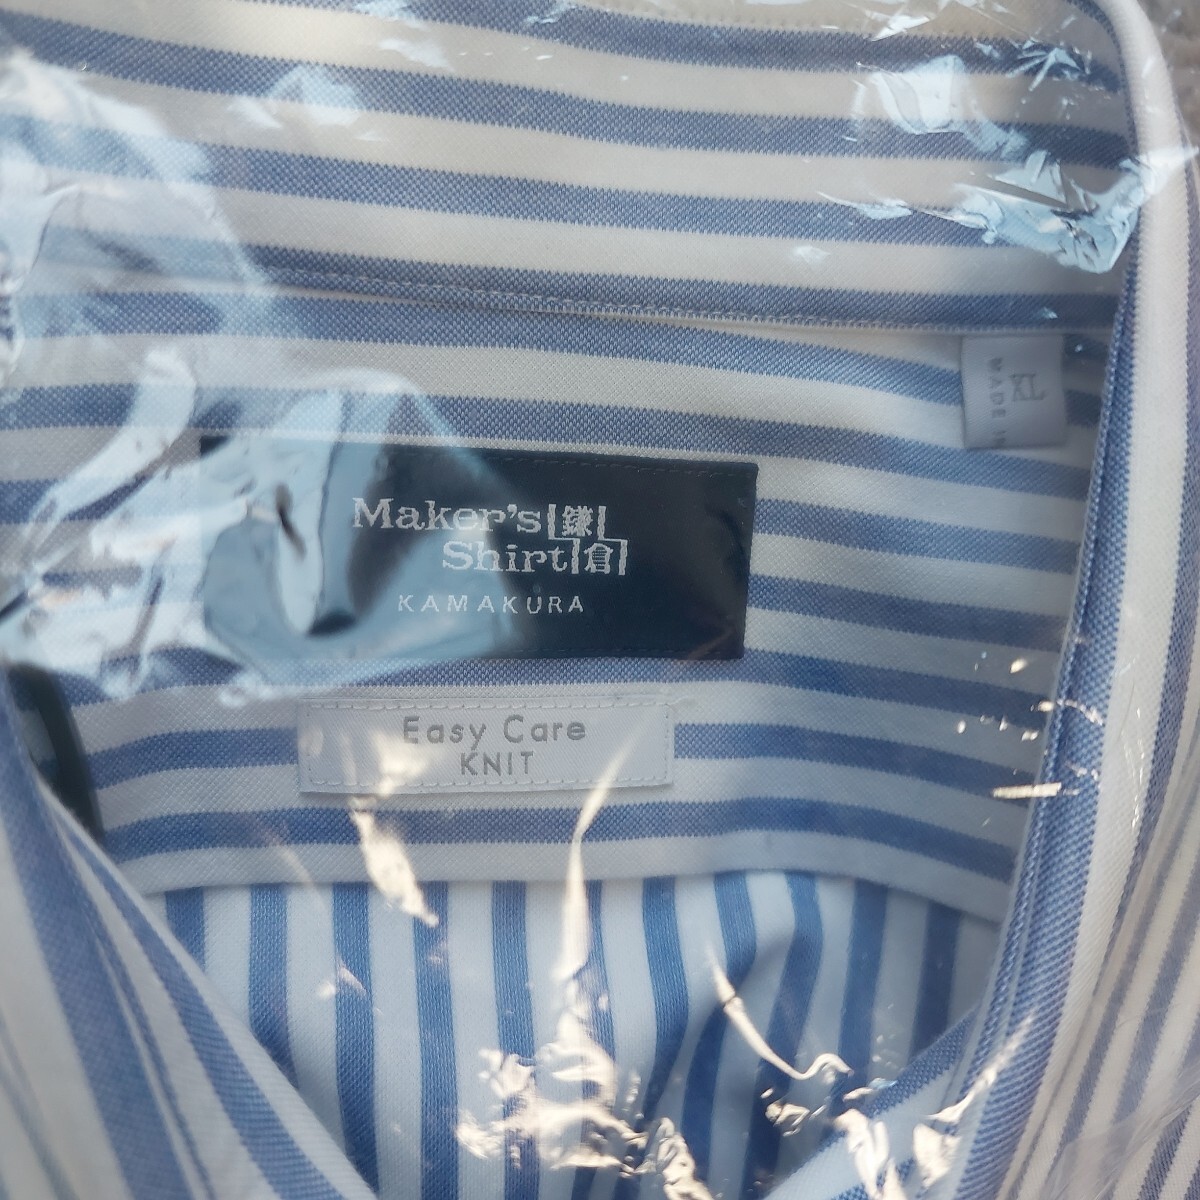 XL
MADE
Maker's 鎌
Shirt 倉
KAMAKURA
Easy Care
KNIT